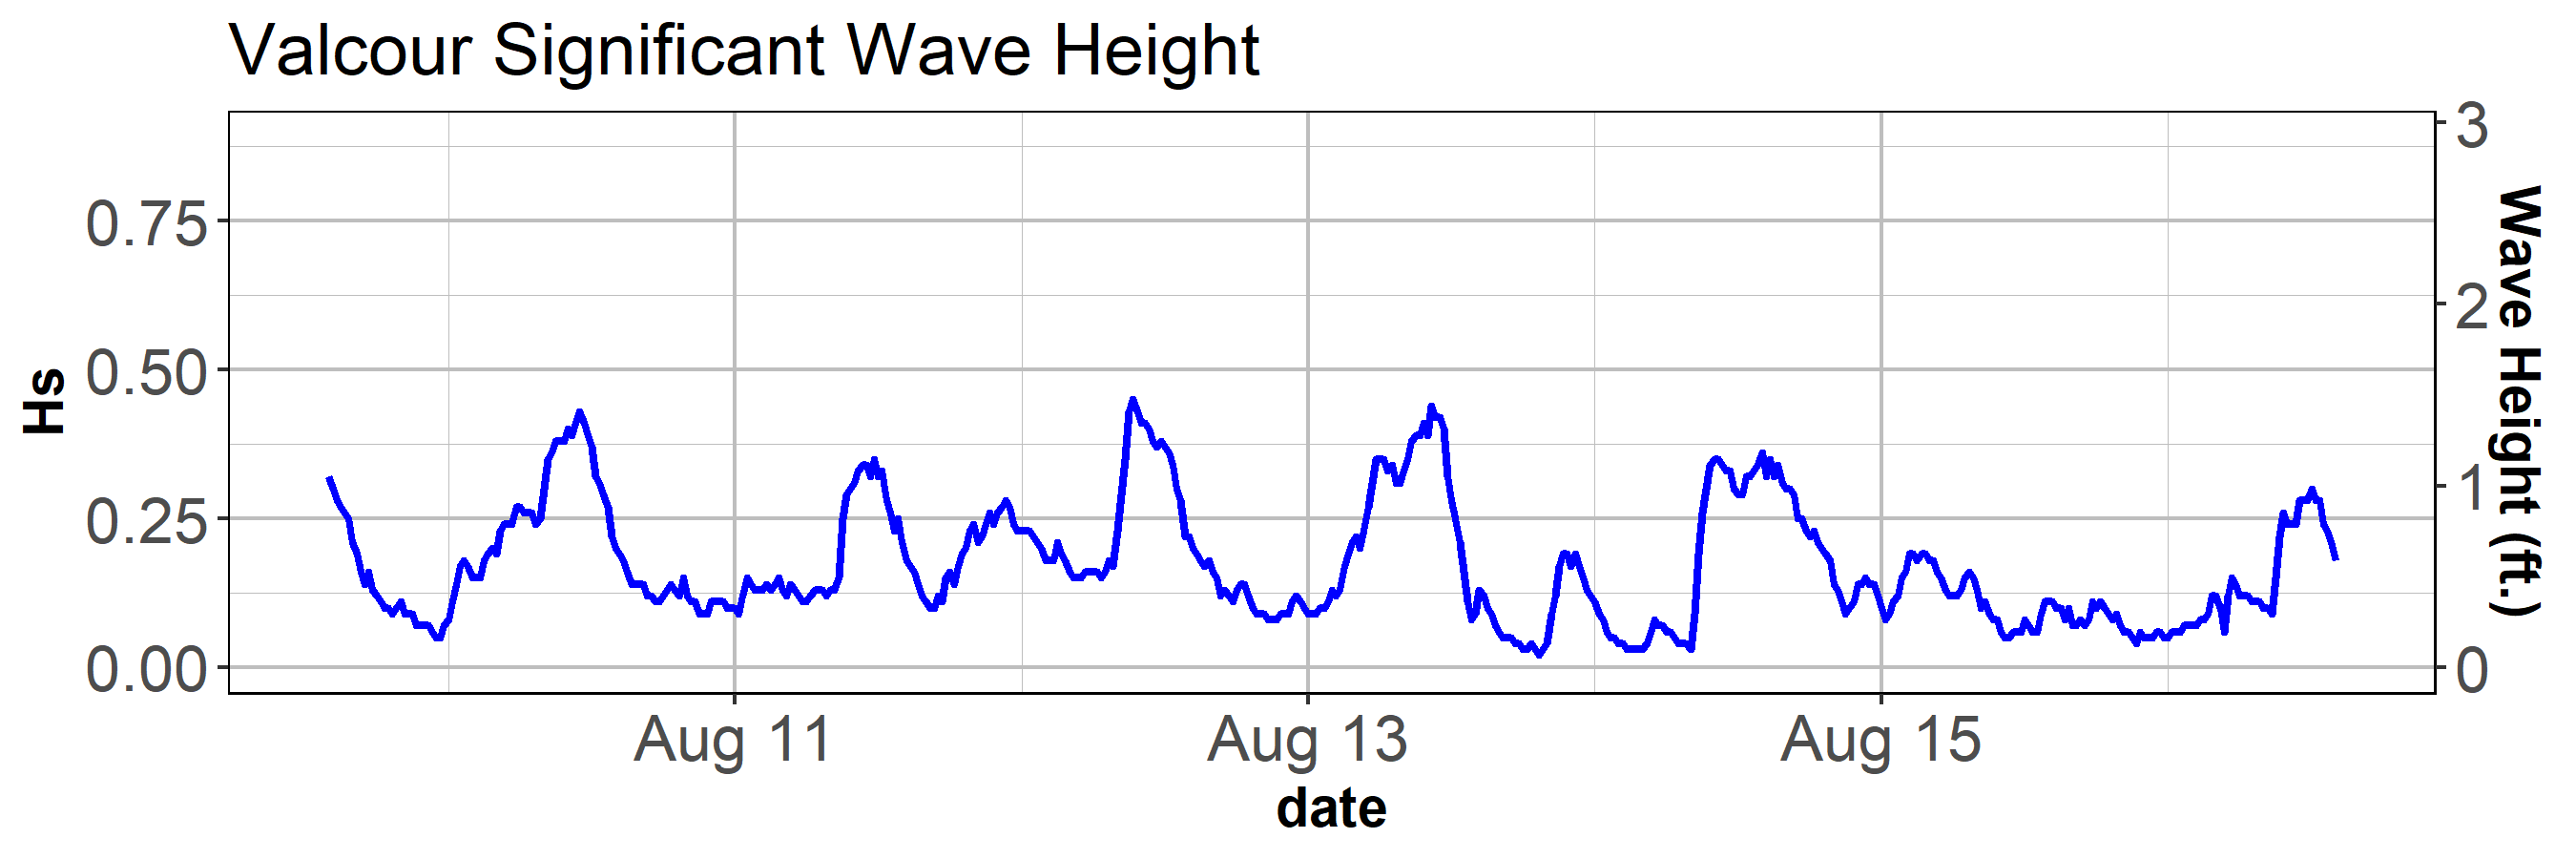 Valcour Significant Wave Height
Hs
0.75
0.50
0.25
0.00
3
2
1
0
Wave Height (ft.)
Aug 11 Aug 13 Aug 15
date